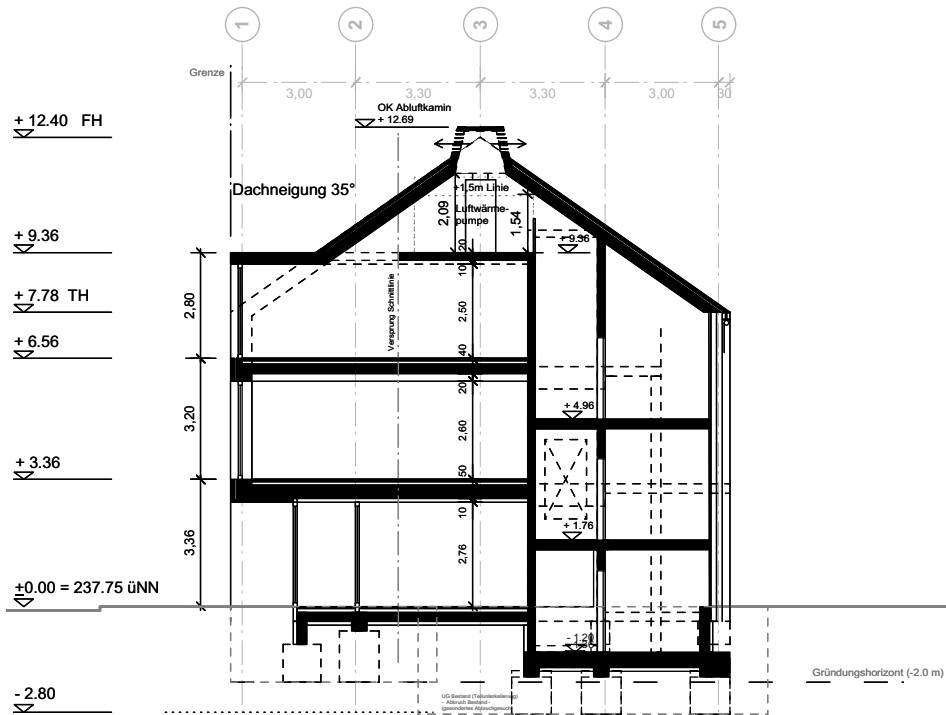 1
2
3
4
5
Grenze
3,00
3,30
3,30
3,00
30
OK Abluftkamin
+ 12.69
+ 12.40 FH
Dachneigung 35°
+1,5m Linie
Luftwärme-
pumpe
2,09
1,54
+ 9.36
+ 9.36
20
10
2,80
2,50
Versprung Schnittlinie
+ 7.78 TH
+ 6.56
40
20
3,20
2,60
+ 4.96
+ 3.36
50
10
3,36
2,76
+ 1.76
+0.00 = 237.75 üNN
- 1.20
Gründungshorizont (-2.0 m)
- 2.80
UG Bestand (Teilunterkellerung)
- Abbruch Bestand -
(gesondertes Abbruchgesuch)